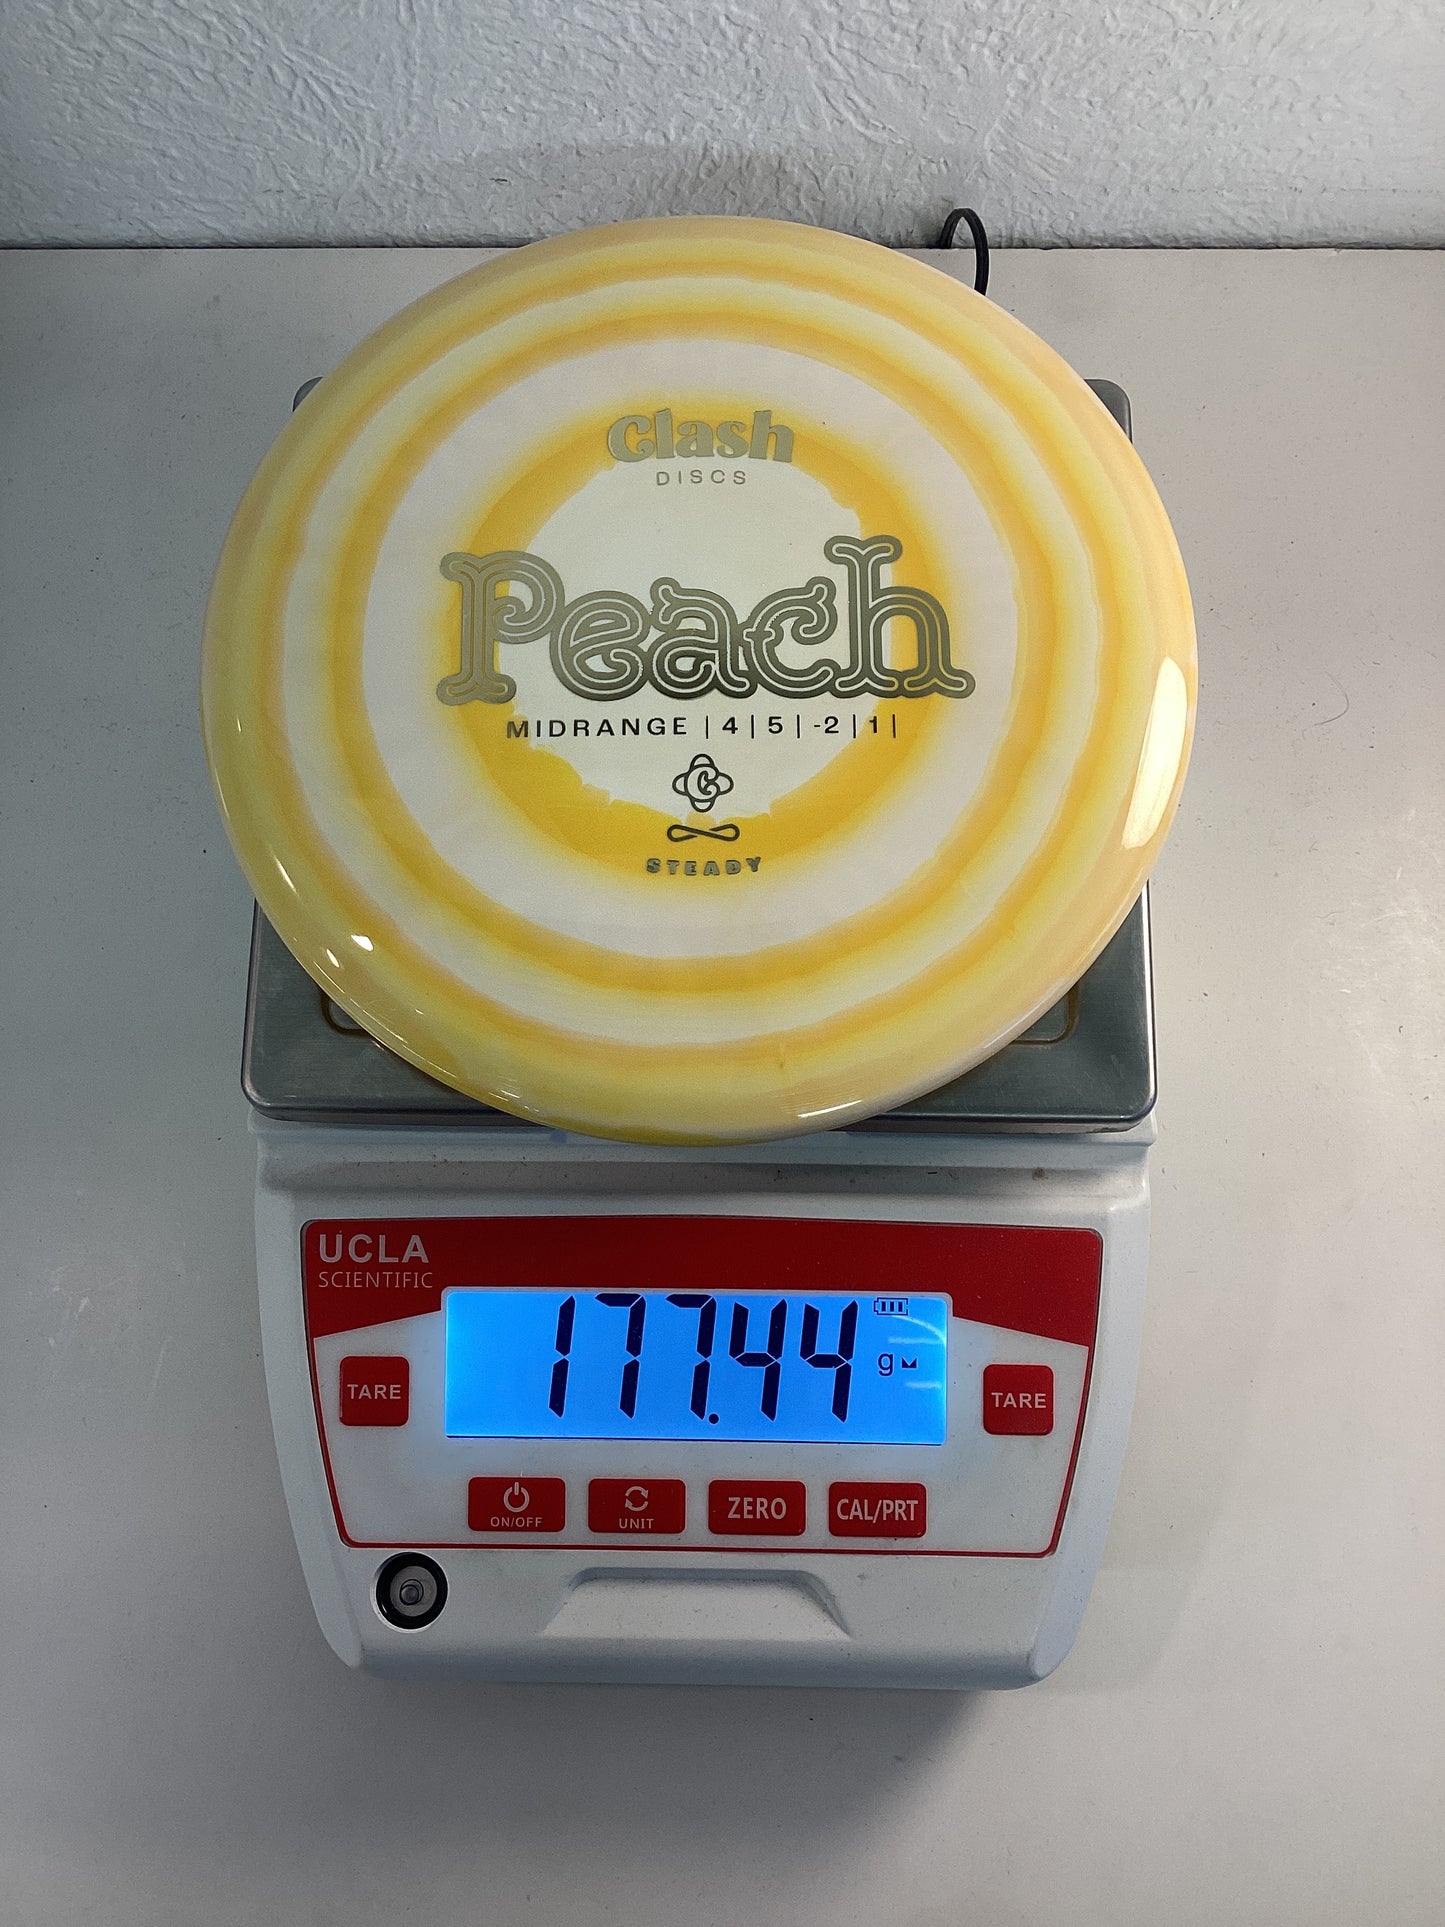 Clash
DISCS
Peach
MIDRANGE | 4 | 5 | -2 | 1 |
C
STEADY
UCLA
SCIENTIFIC
177.44
g
TARE
TARE
ON/OFF
UNIT
ZERO
CAL/PRT